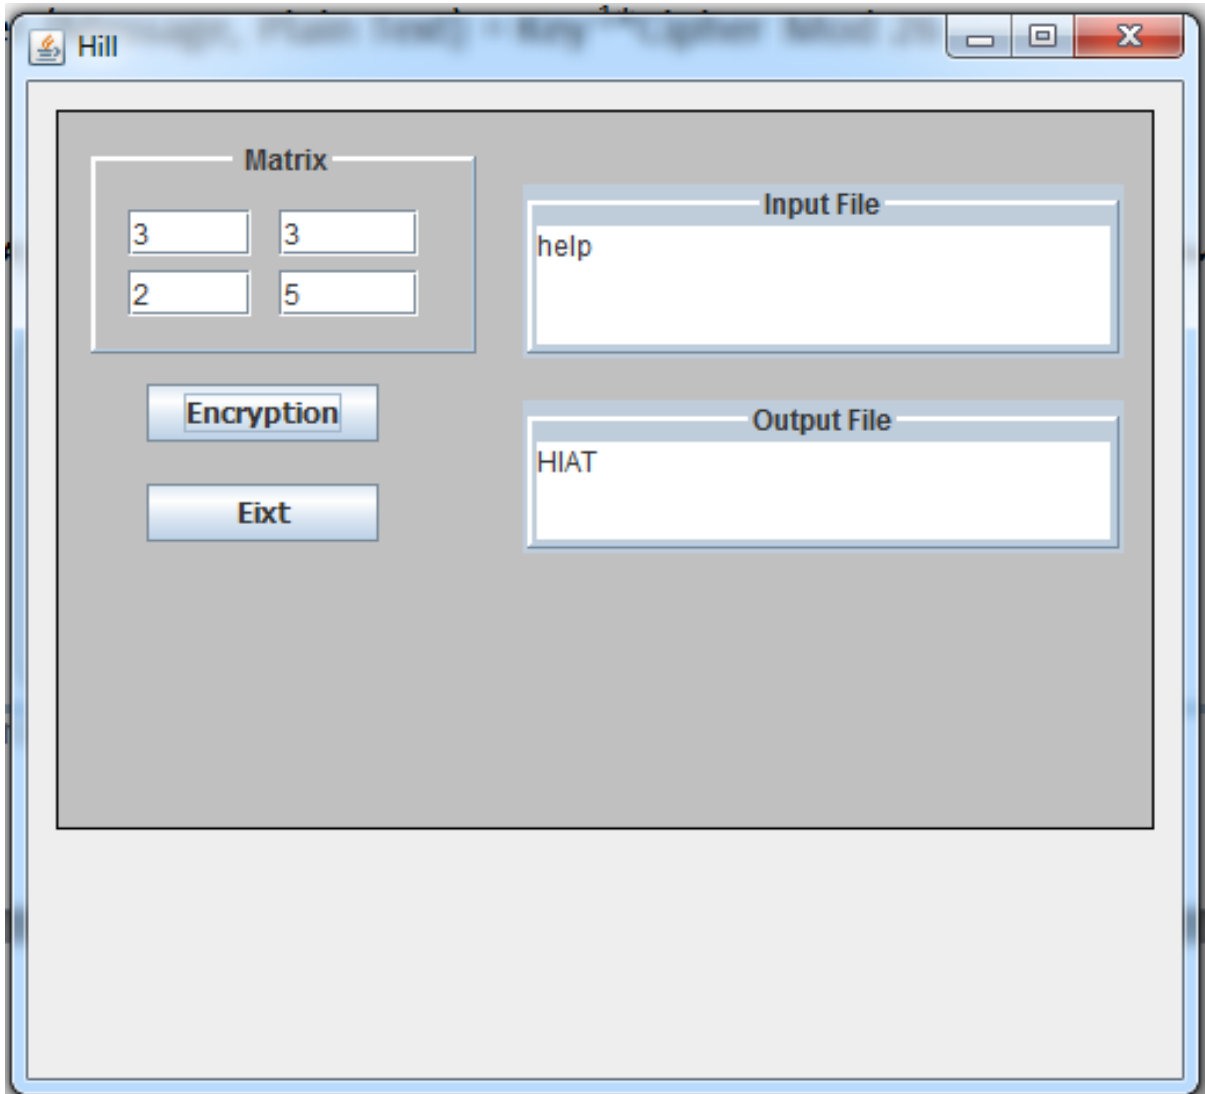 Hill
Matrix
3 3
2 5
Encryption
Eixt
Input File
help
Output File
HIAT